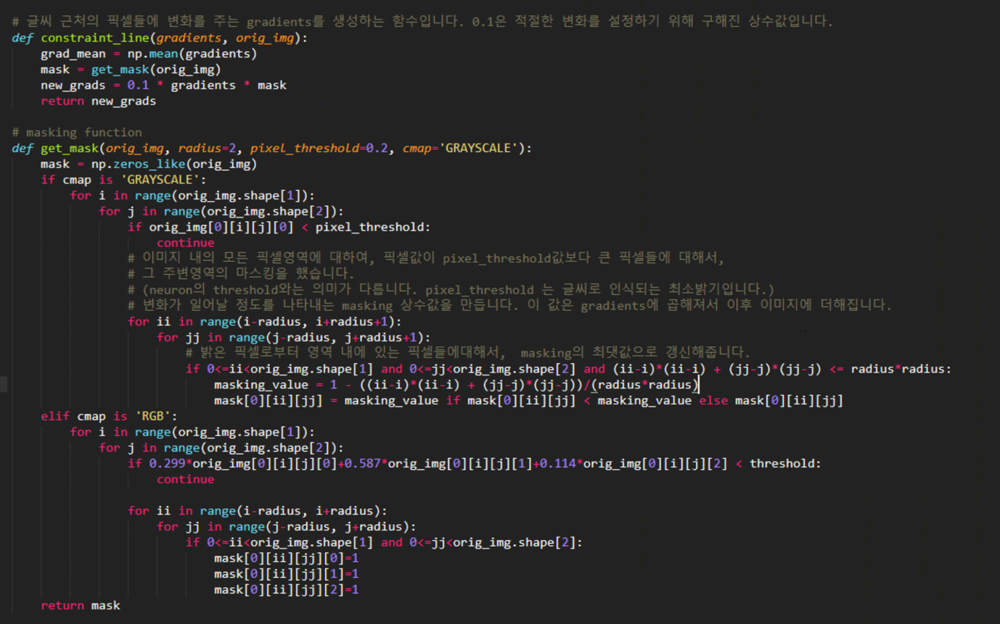 # 글씨 근처의 픽셀들에 변화를 주는 gradients를 생성하는 함수입니다. 0.1은 적절한 변화를 설정하기 위해 구해진 상수값입니다.
def constraint_line(gradients, orig_img):
    grad_mean = np.mean(gradients)
    mask = get_mask(orig_img)
    new_grads = 0.1 * gradients * mask
    return new_grads

# masking function
def get_mask(orig_img, radius=2, pixel_threshold=0.2, cmap='GRAYSCALE'):
    mask = np.zeros_like(orig_img)
    if cmap is 'GRAYSCALE':
        for i in range(orig_img.shape[1]):
            for j in range(orig_img.shape[2]):
                if orig_img[0][i][j][0] < pixel_threshold:
                    continue
                # 이미지 내의 모든 픽셀영역에 대하여, 픽셀값이 pixel_threshold값보다 큰 픽셀들에 대해서,
                # 그 주변영역의 마스킹을 했습니다.
                # (neuron의 threshold와는 의미가 다릅니다. pixel_threshold 는 글씨로 인식되는 최소밝기입니다.)
                # 변화가 일어날 정도를 나타내는 masking 상수값을 만듭니다. 이 값은 gradients에 곱해져서 이후 이미지에 더해집니다.
                for ii in range(i-radius, i+radius+1):
                    for jj in range(j-radius, j+radius+1):
                        # 밝은 픽셀로부터 영역 내에 있는 픽셀들에대해서,  masking의 최댓값으로 갱신해줍니다.
                        if 0<=ii<orig_img.shape[1] and 0<=jj<orig_img.shape[2] and (ii-i)*(ii-i) + (jj-j)*(jj-j) <= radius*radius:
                            masking_value = 1 - ((ii-i)*(ii-i) + (jj-j)*(jj-j))/(radius*radius)
                            mask[0][ii][jj] = masking_value if mask[0][ii][jj] < masking_value else mask[0][ii][jj]
    elif cmap is 'RGB':
        for i in range(orig_img.shape[1]):
            for j in range(orig_img.shape[2]):
                if 0.299*orig_img[0][i][j][0]+0.587*orig_img[0][i][j][1]+0.114*orig_img[0][i][j][2] < threshold:
                    continue

                for ii in range(i-radius, i+radius):
                    for jj in range(j-radius, j+radius):
                        if 0<=ii<orig_img.shape[1] and 0<=jj<orig_img.shape[2]:
                            mask[0][ii][jj][0]=1
                            mask[0][ii][jj][1]=1
                            mask[0][ii][jj][2]=1
    return mask